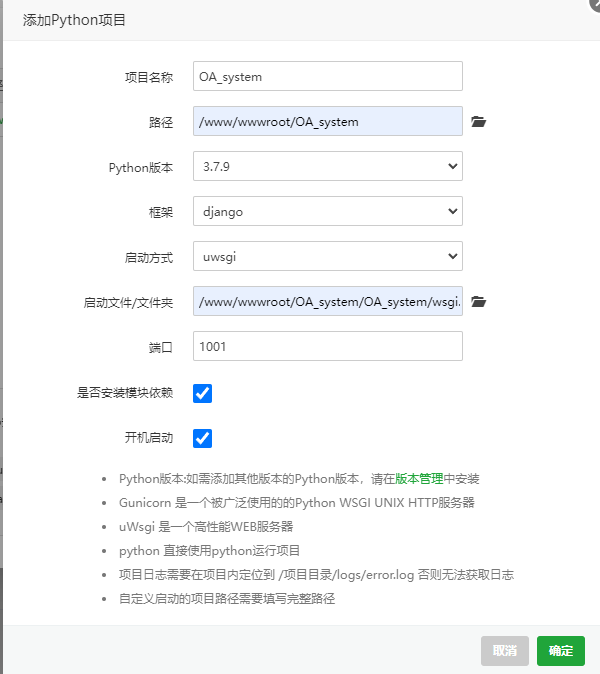 添加Python项目
项目名称 OA_system
路径 /www/wwwroot/OA_system
Python版本 3.7.9
框架 django
启动方式 uwsgi
启动文件/文件夹 /www/wwwroot/OA_system/OA_system/wsgi.
端口 1001
是否安装模块依赖
开机启动
Python版本:如需添加其他版本的Python版本，请在版本管理中安装
Gunicorn 是一个被广泛使用的的Python WSGI UNIX HTTP服务器
uWsgi 是一个高性能WEB服务器
python 直接使用python运行项目
项目日志需要在项目内定位到 /项目目录/logs/error.log 否则无法获取日志
自定义启动的项目路径需要填写完整路径
取消 确定